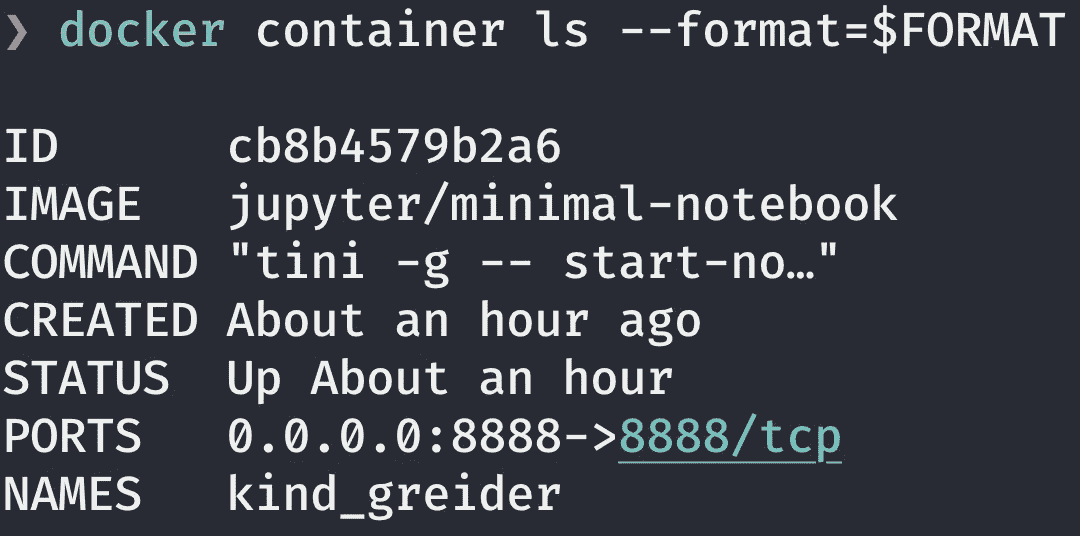 ❯ docker container ls --format=$FORMAT
ID cb8b4579b2a6
IMAGE jupyter/minimal-notebook
COMMAND "tini -g -- start-no…"
CREATED About an hour ago
STATUS Up About an hour
PORTS 0.0.0.0:8888->8888/tcp
NAMES kind_greider